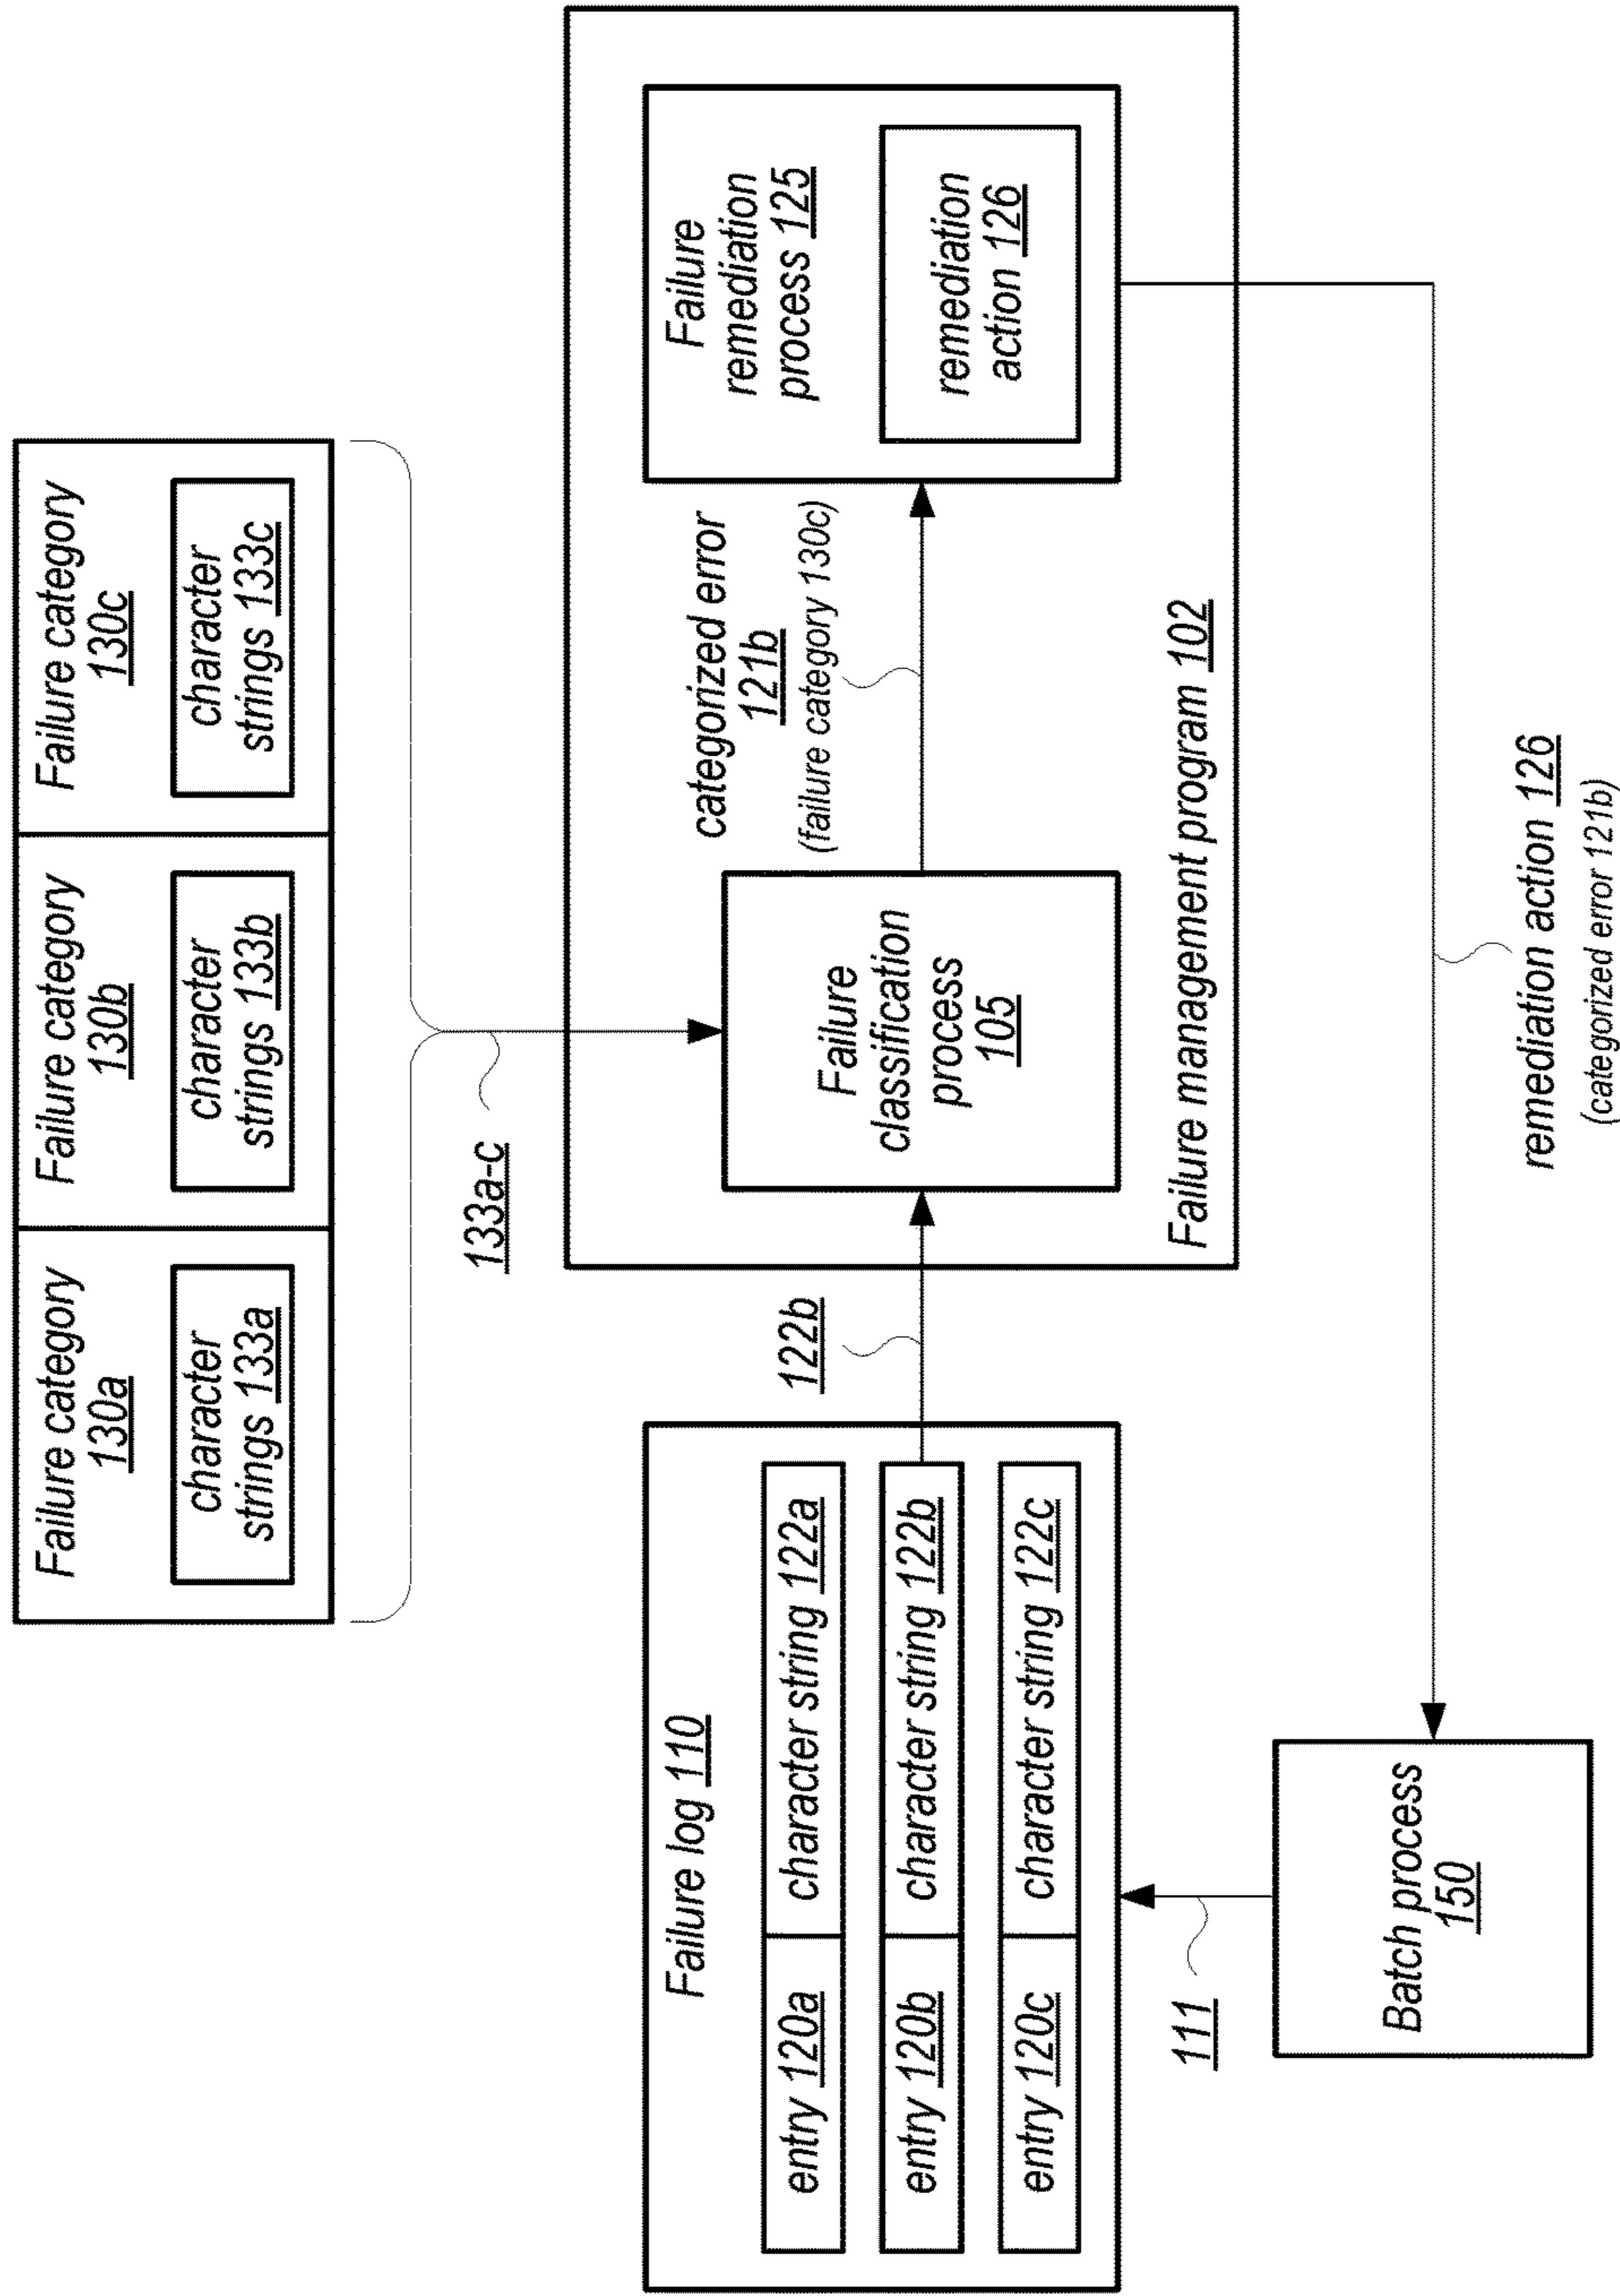 Failure category
130a
character
strings 133a
Failure category
130b
character
strings 133b
Failure category
130c
character
strings 133c
133a-c
Failure log 110
entry 120a
character string 122a
entry 120b
character string 122b
entry 120c
character string 122c
122b
Failure
classification
process
105
categorized error
121b
(failure category 130c)
Failure
remediation
process 125
remediation
action 126
Failure management program 102
111
Batch process
150
remediation action 126
(categorized error 121b)